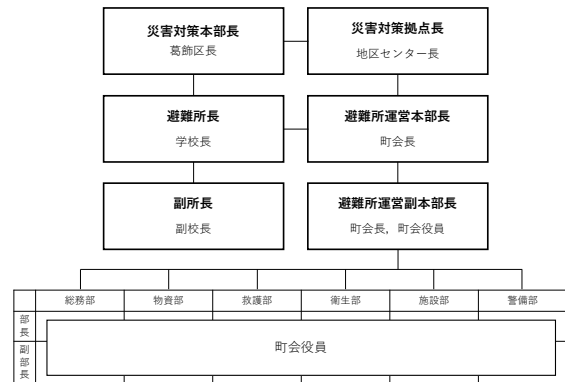 災害対策本部長
葛飾区長
災害対策拠点長
地区センター長
避難所長
学校長
避難所運営本部長
町会長
副所長
副校長
避難所運営副本部長
町会長，町会役員
総務部 物資部 救護部 衛生部 施設部 警備部
部長
副部長
町会役員